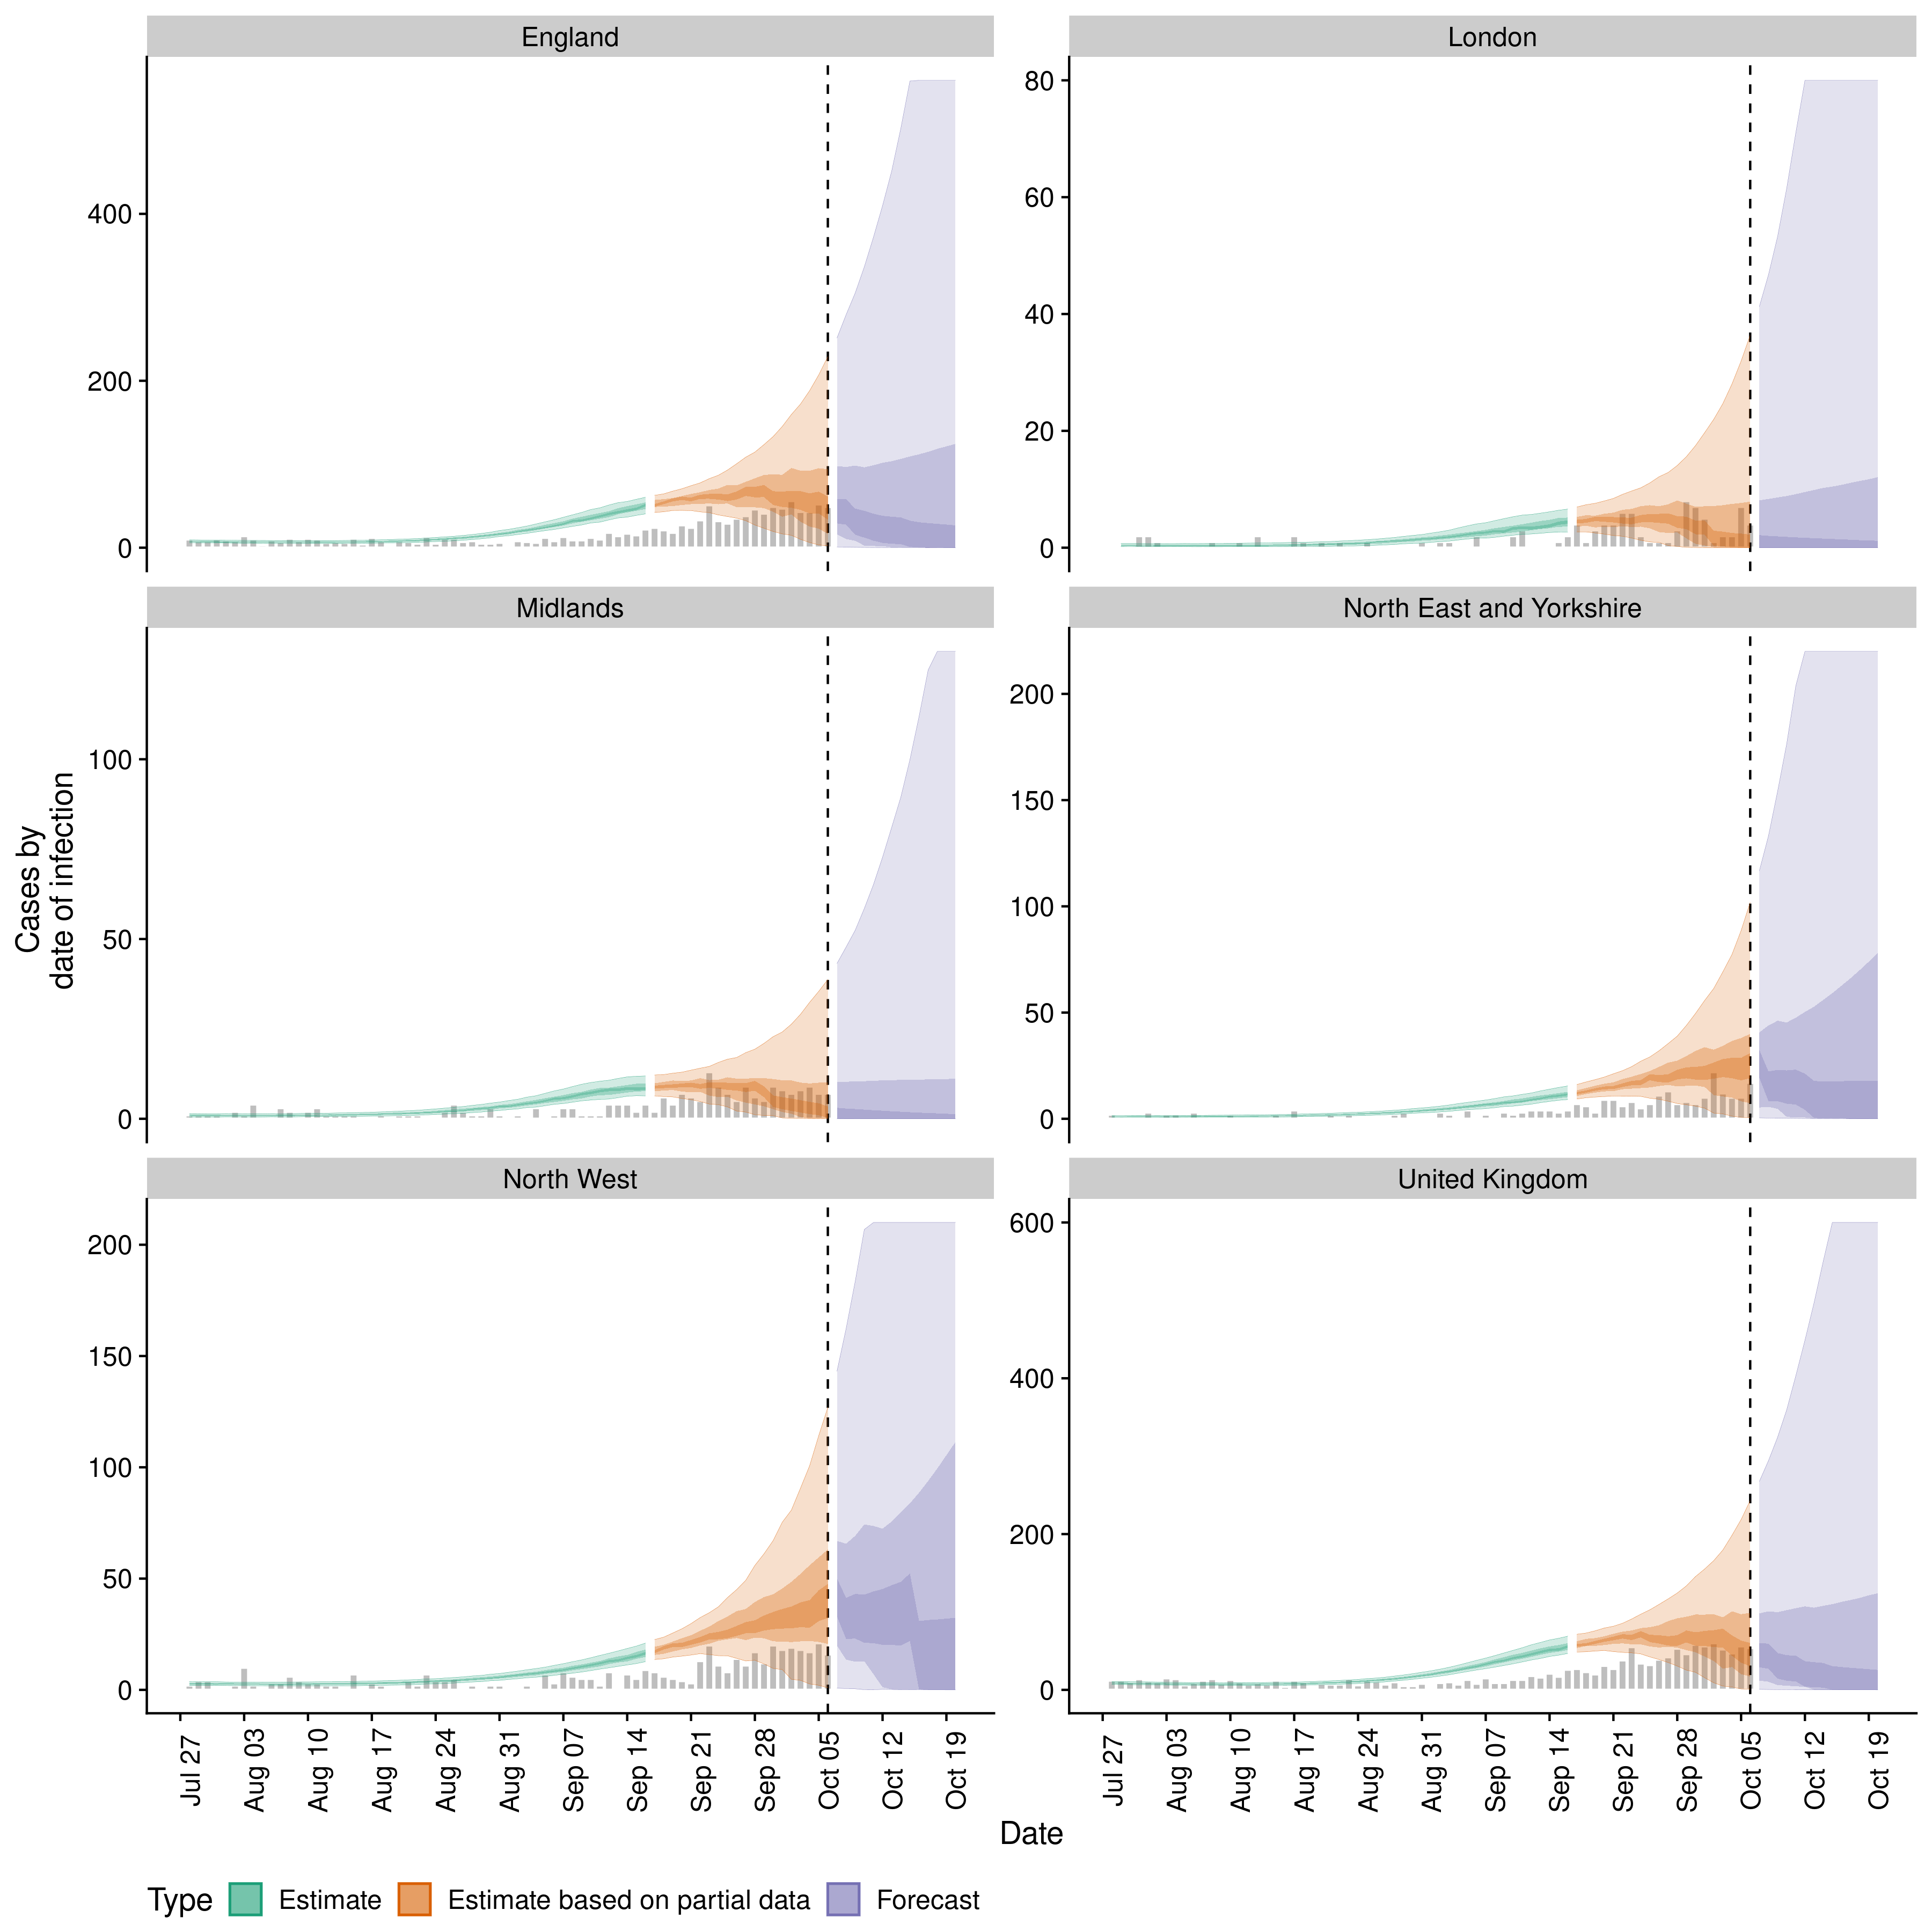 England
London
400
200
0
80
60
40
20
0
Midlands
North East and Yorkshire
100
50
0
200
150
100
50
0
Cases by
date of infection
North West
United Kingdom
200
150
100
50
0
600
400
200
0
Jul 27
Aug 03
Aug 10
Aug 17
Aug 24
Aug 31
Sep 07
Sep 14
Sep 21
Sep 28
Oct 05
Oct 12
Oct 19
Jul 27
Aug 03
Aug 10
Aug 17
Aug 24
Aug 31
Sep 07
Sep 14
Sep 21
Sep 28
Oct 05
Oct 12
Oct 19
Date
Type Estimate Estimate based on partial data Forecast